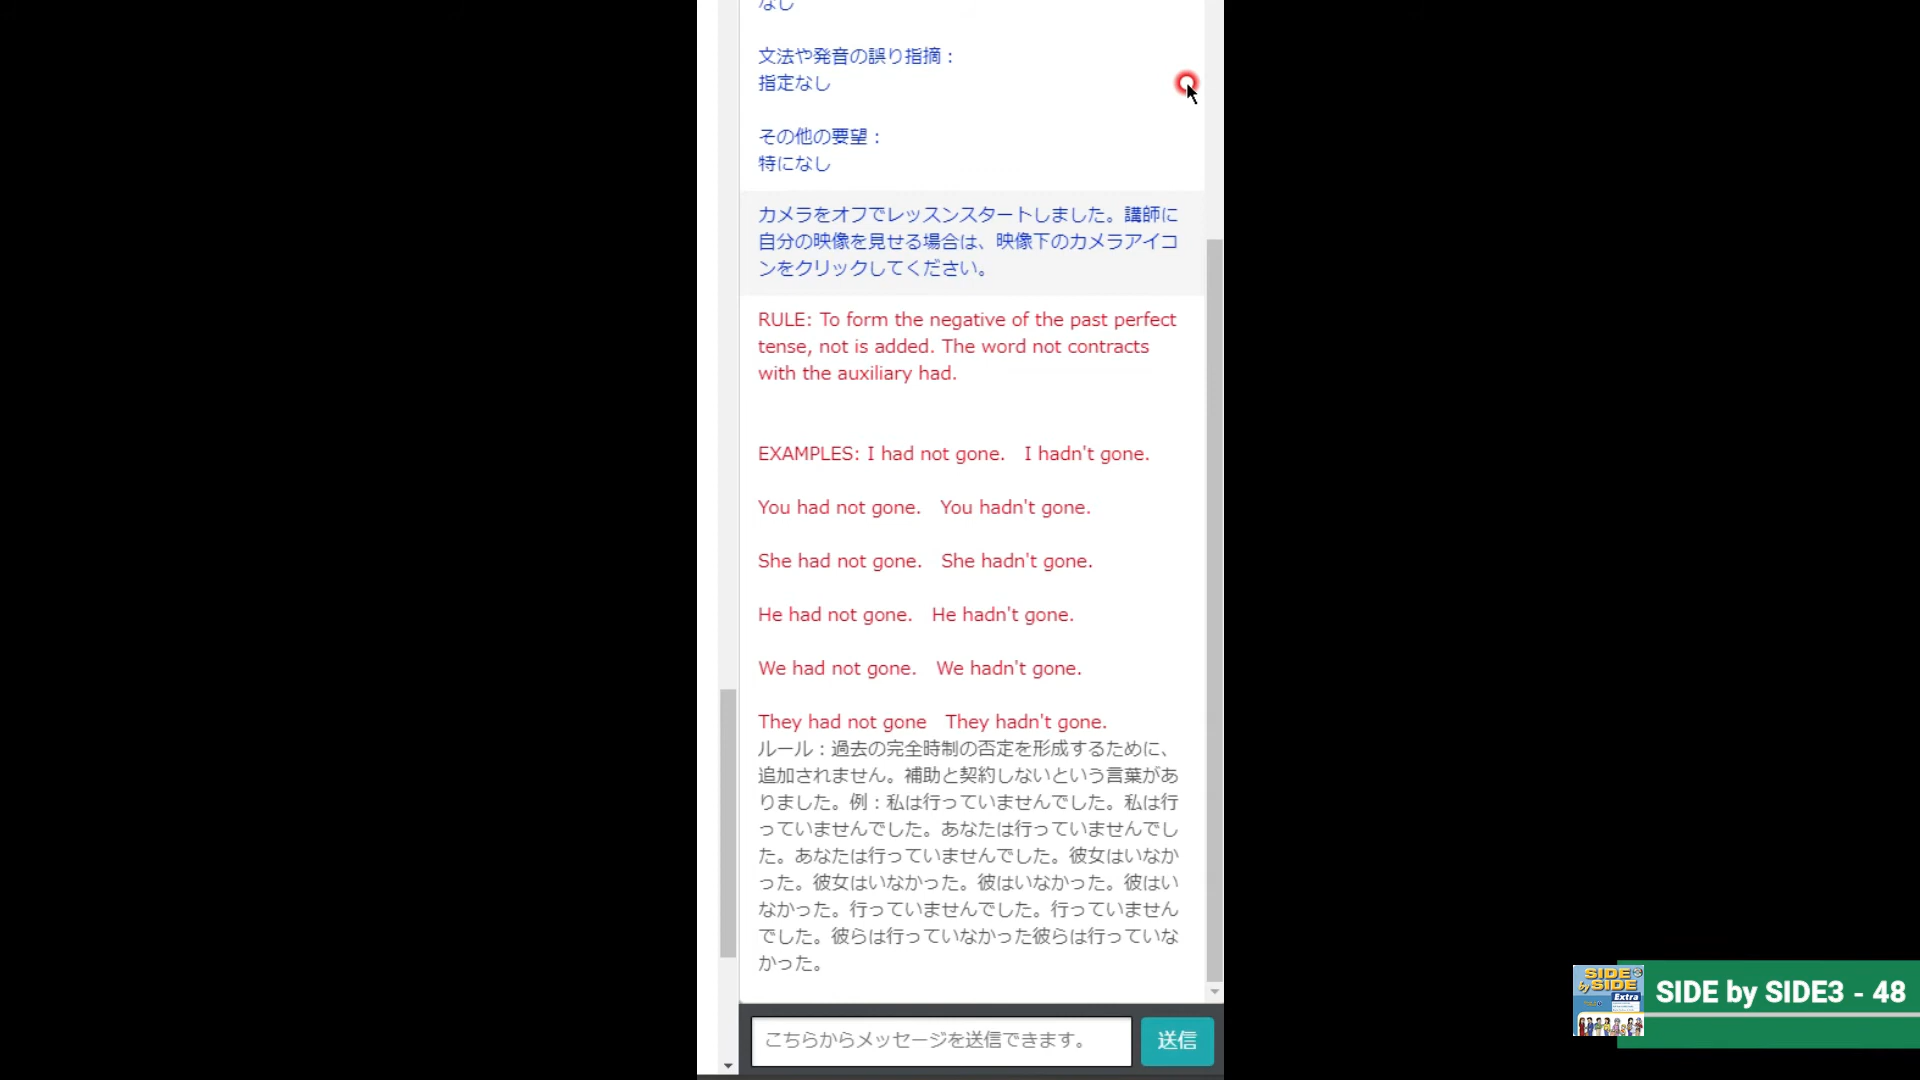 なし
文法や発音の誤り指摘：
指定なし
その他の要望：
特になし
カメラをオフでレッスンスタートしました。講師に
自分の映像を見せる場合は、映像下のカメラアイコ
ンをクリックしてください。
RULE: To form the negative of the past perfect
tense, not is added. The word not contracts
with the auxiliary had.
EXAMPLES: I had not gone. I hadn't gone.
You had not gone. You hadn't gone.
She had not gone. She hadn't gone.
He had not gone. He hadn't gone.
We had not gone. We hadn't gone.
They had not gone They hadn't gone.
ルール：過去の完全時制の否定を形成するために、
追加されません。補助と契約しないという言葉があ
りました。例：私は行っていませんでした。私は行
っていませんでした。あなたは行っていませんでし
た。あなたは行っていませんでした。彼女はいなか
った。彼女はいなかった。彼はいなかった。彼はい
なかった。行っていませんでした。行っていません
でした。彼らは行っていなかった彼らは行っていな
かった。
こちらからメッセージを送信できます。
送信
SIDE
by SIDE
Extra
SIDE by SIDE3 - 48